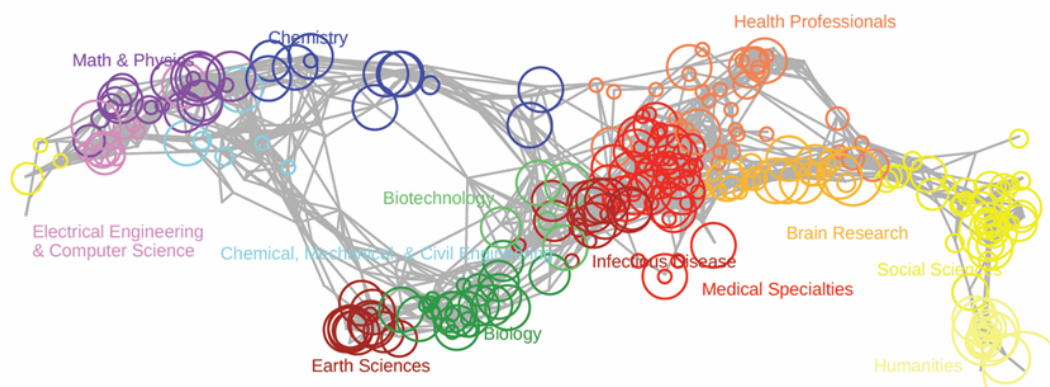 Health Professionals
Chemistry
Math & Physics
Biotechnology
Electrical Engineering
& Computer Science
Chemical, Mechanical, & Civil Engineering
Brain Research
Infectious Disease
Social Sciences
Medical Specialties
Biology
Earth Sciences
Humanities